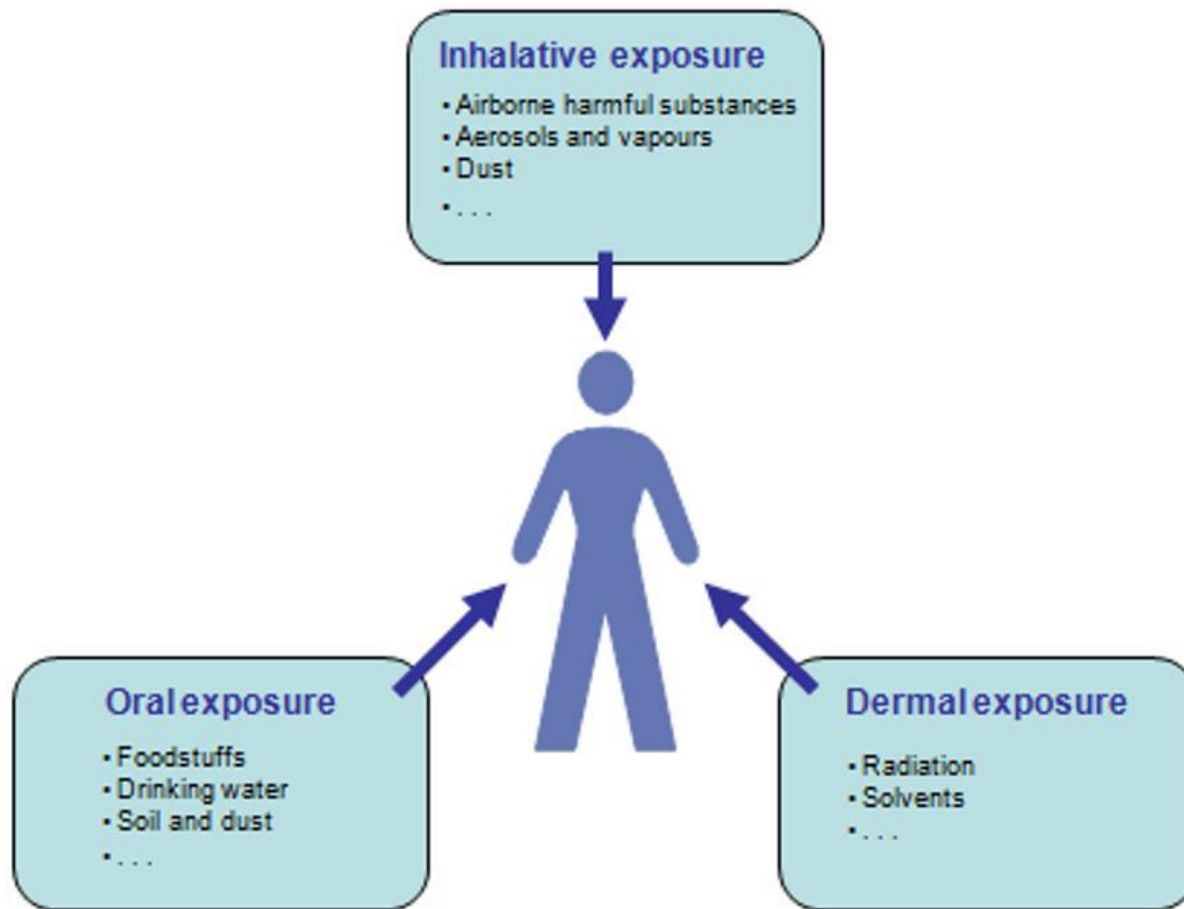 Inhalative exposure
▪ Airborne harmful substances
▪ Aerosols and vapours
▪ Dust
▪ . . .
Oral exposure
▪ Foodstuffs
▪ Drinking water
▪ Soil and dust
▪ . . .
Dermal exposure
▪ Radiation
▪ Solvents
▪ . . .